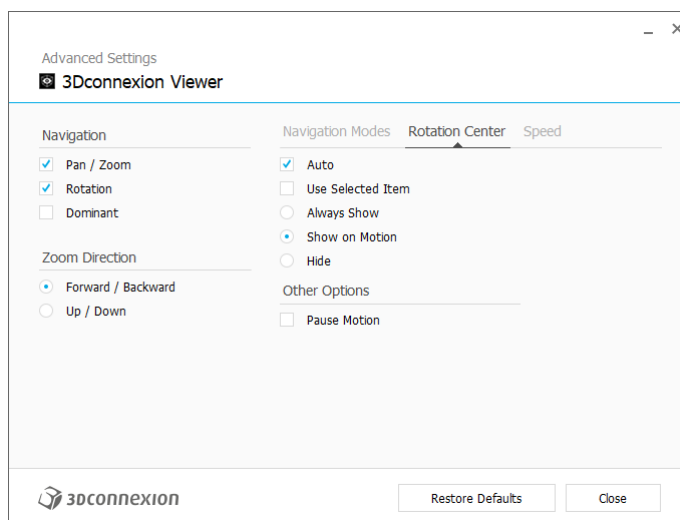 Advanced Settings
3Dconnexion Viewer
Navigation
Pan / Zoom
Rotation
Dominant
Zoom Direction
Forward / Backward
Up / Down
Navigation Modes Rotation Center Speed
Auto
Use Selected Item
Always Show
Show on Motion
Hide
Other Options
Pause Motion
3Dconnexion
Restore Defaults Close